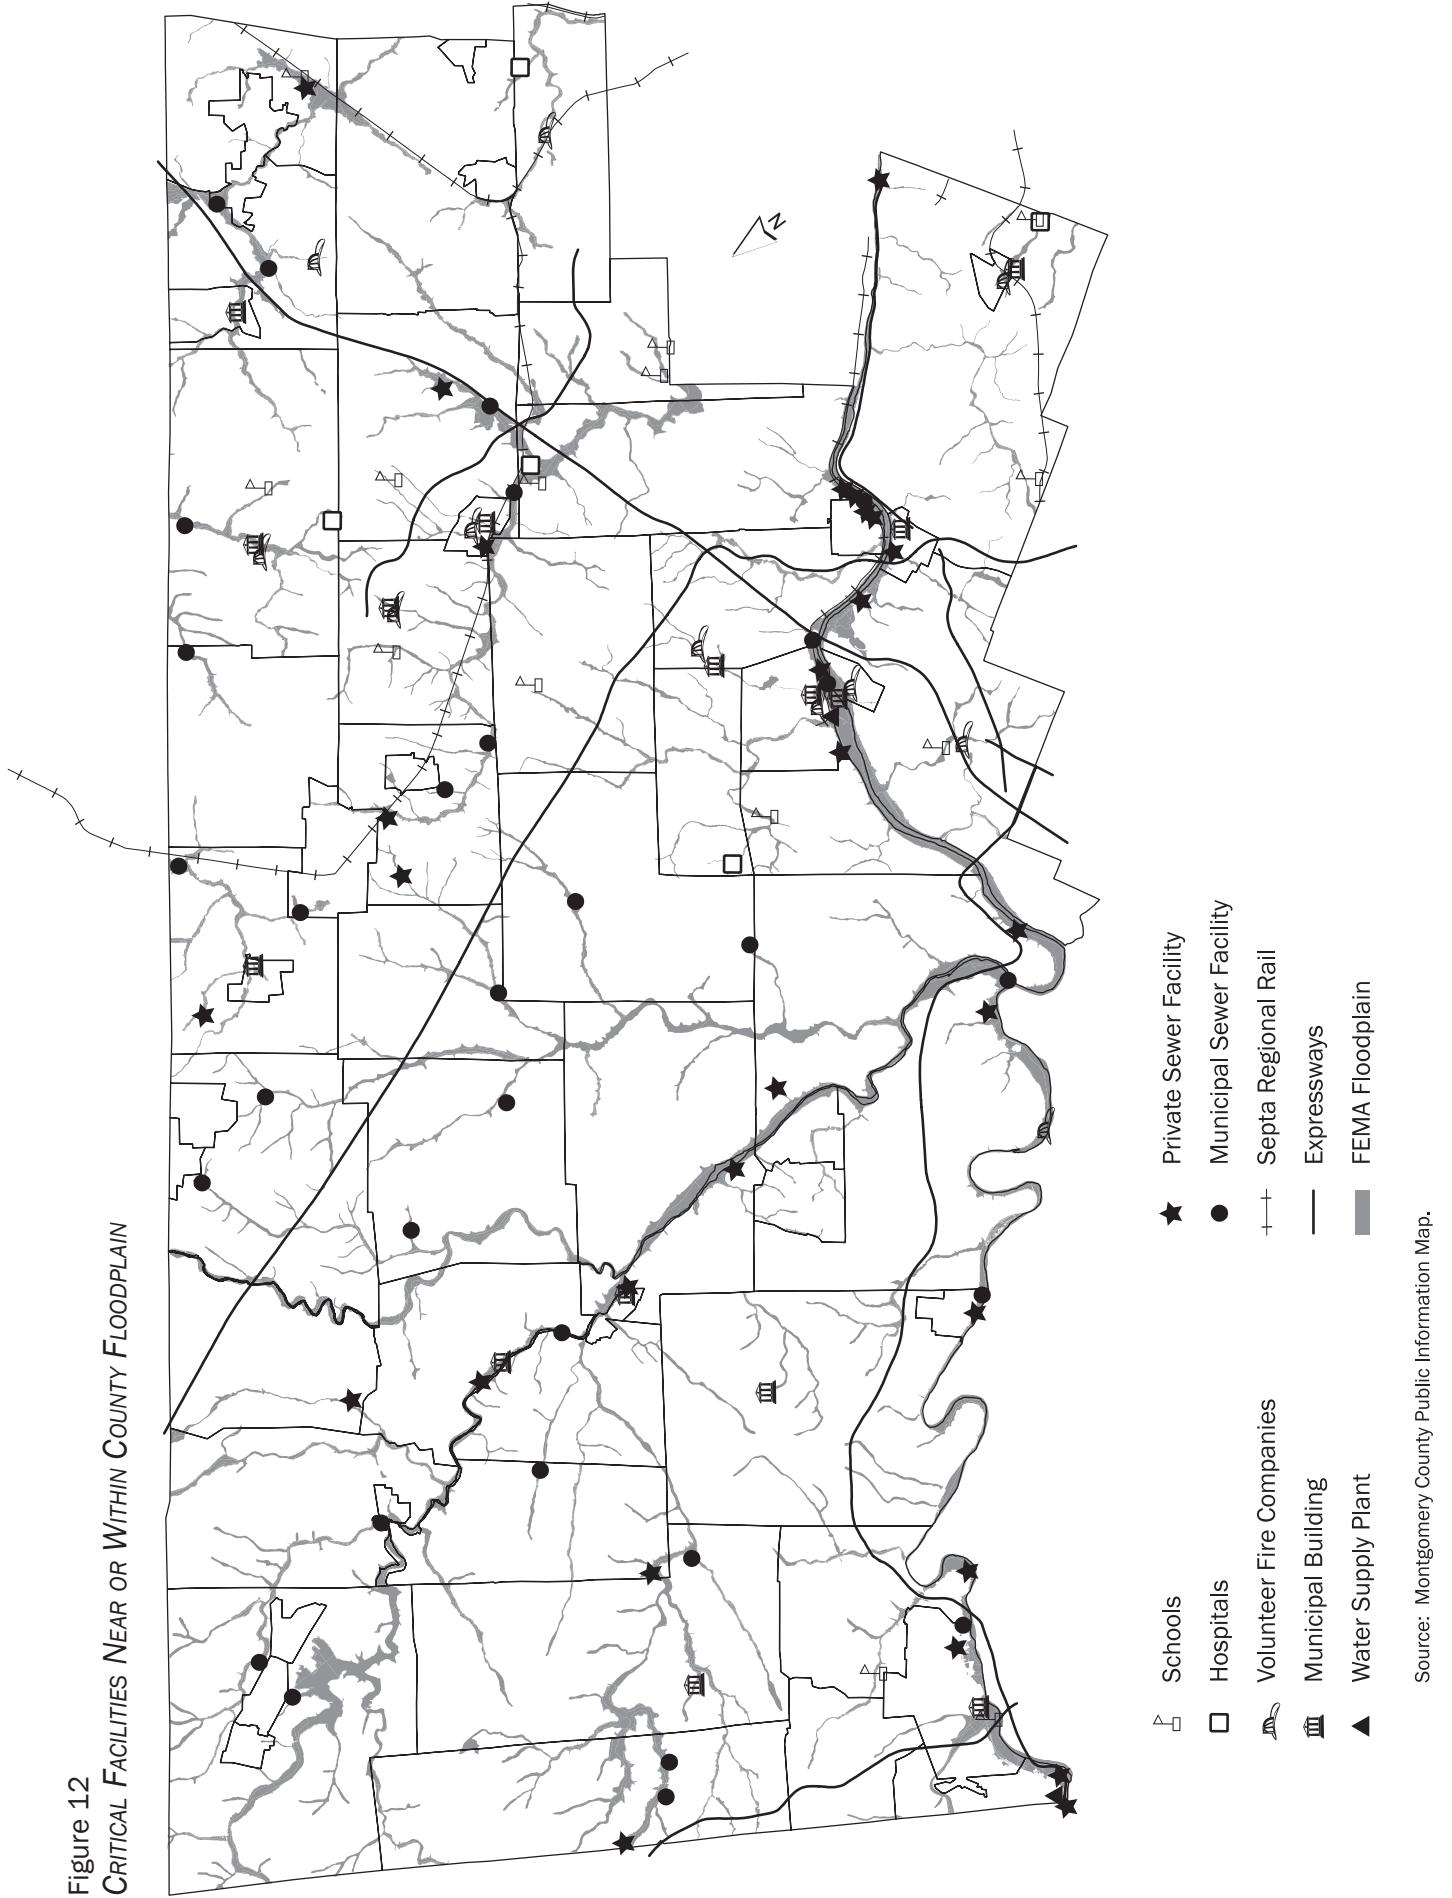 Figure 12
CRITICAL FACILITIES NEAR OR WITHIN COUNTY FLOODPLAIN
N
Schools
Hospitals
Volunteer Fire Companies
Municipal Building
Water Supply Plant
Private Sewer Facility
Municipal Sewer Facility
Septa Regional Rail
Expressways
FEMA Floodplain
Source: Montgomery County Public Information Map.